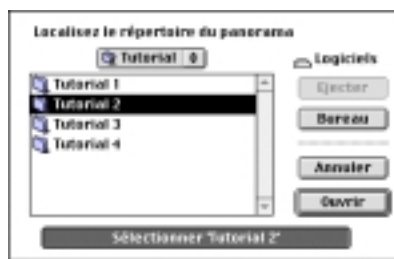 Localisez le répertoire du panorama
Tutorial
Logiciels
Tutorial 1
Tutorial 2
Tutorial 3
Tutorial 4
Ejecter
Bureau
Annuler
Ouvrir
Sélectionner "Tutorial 2"